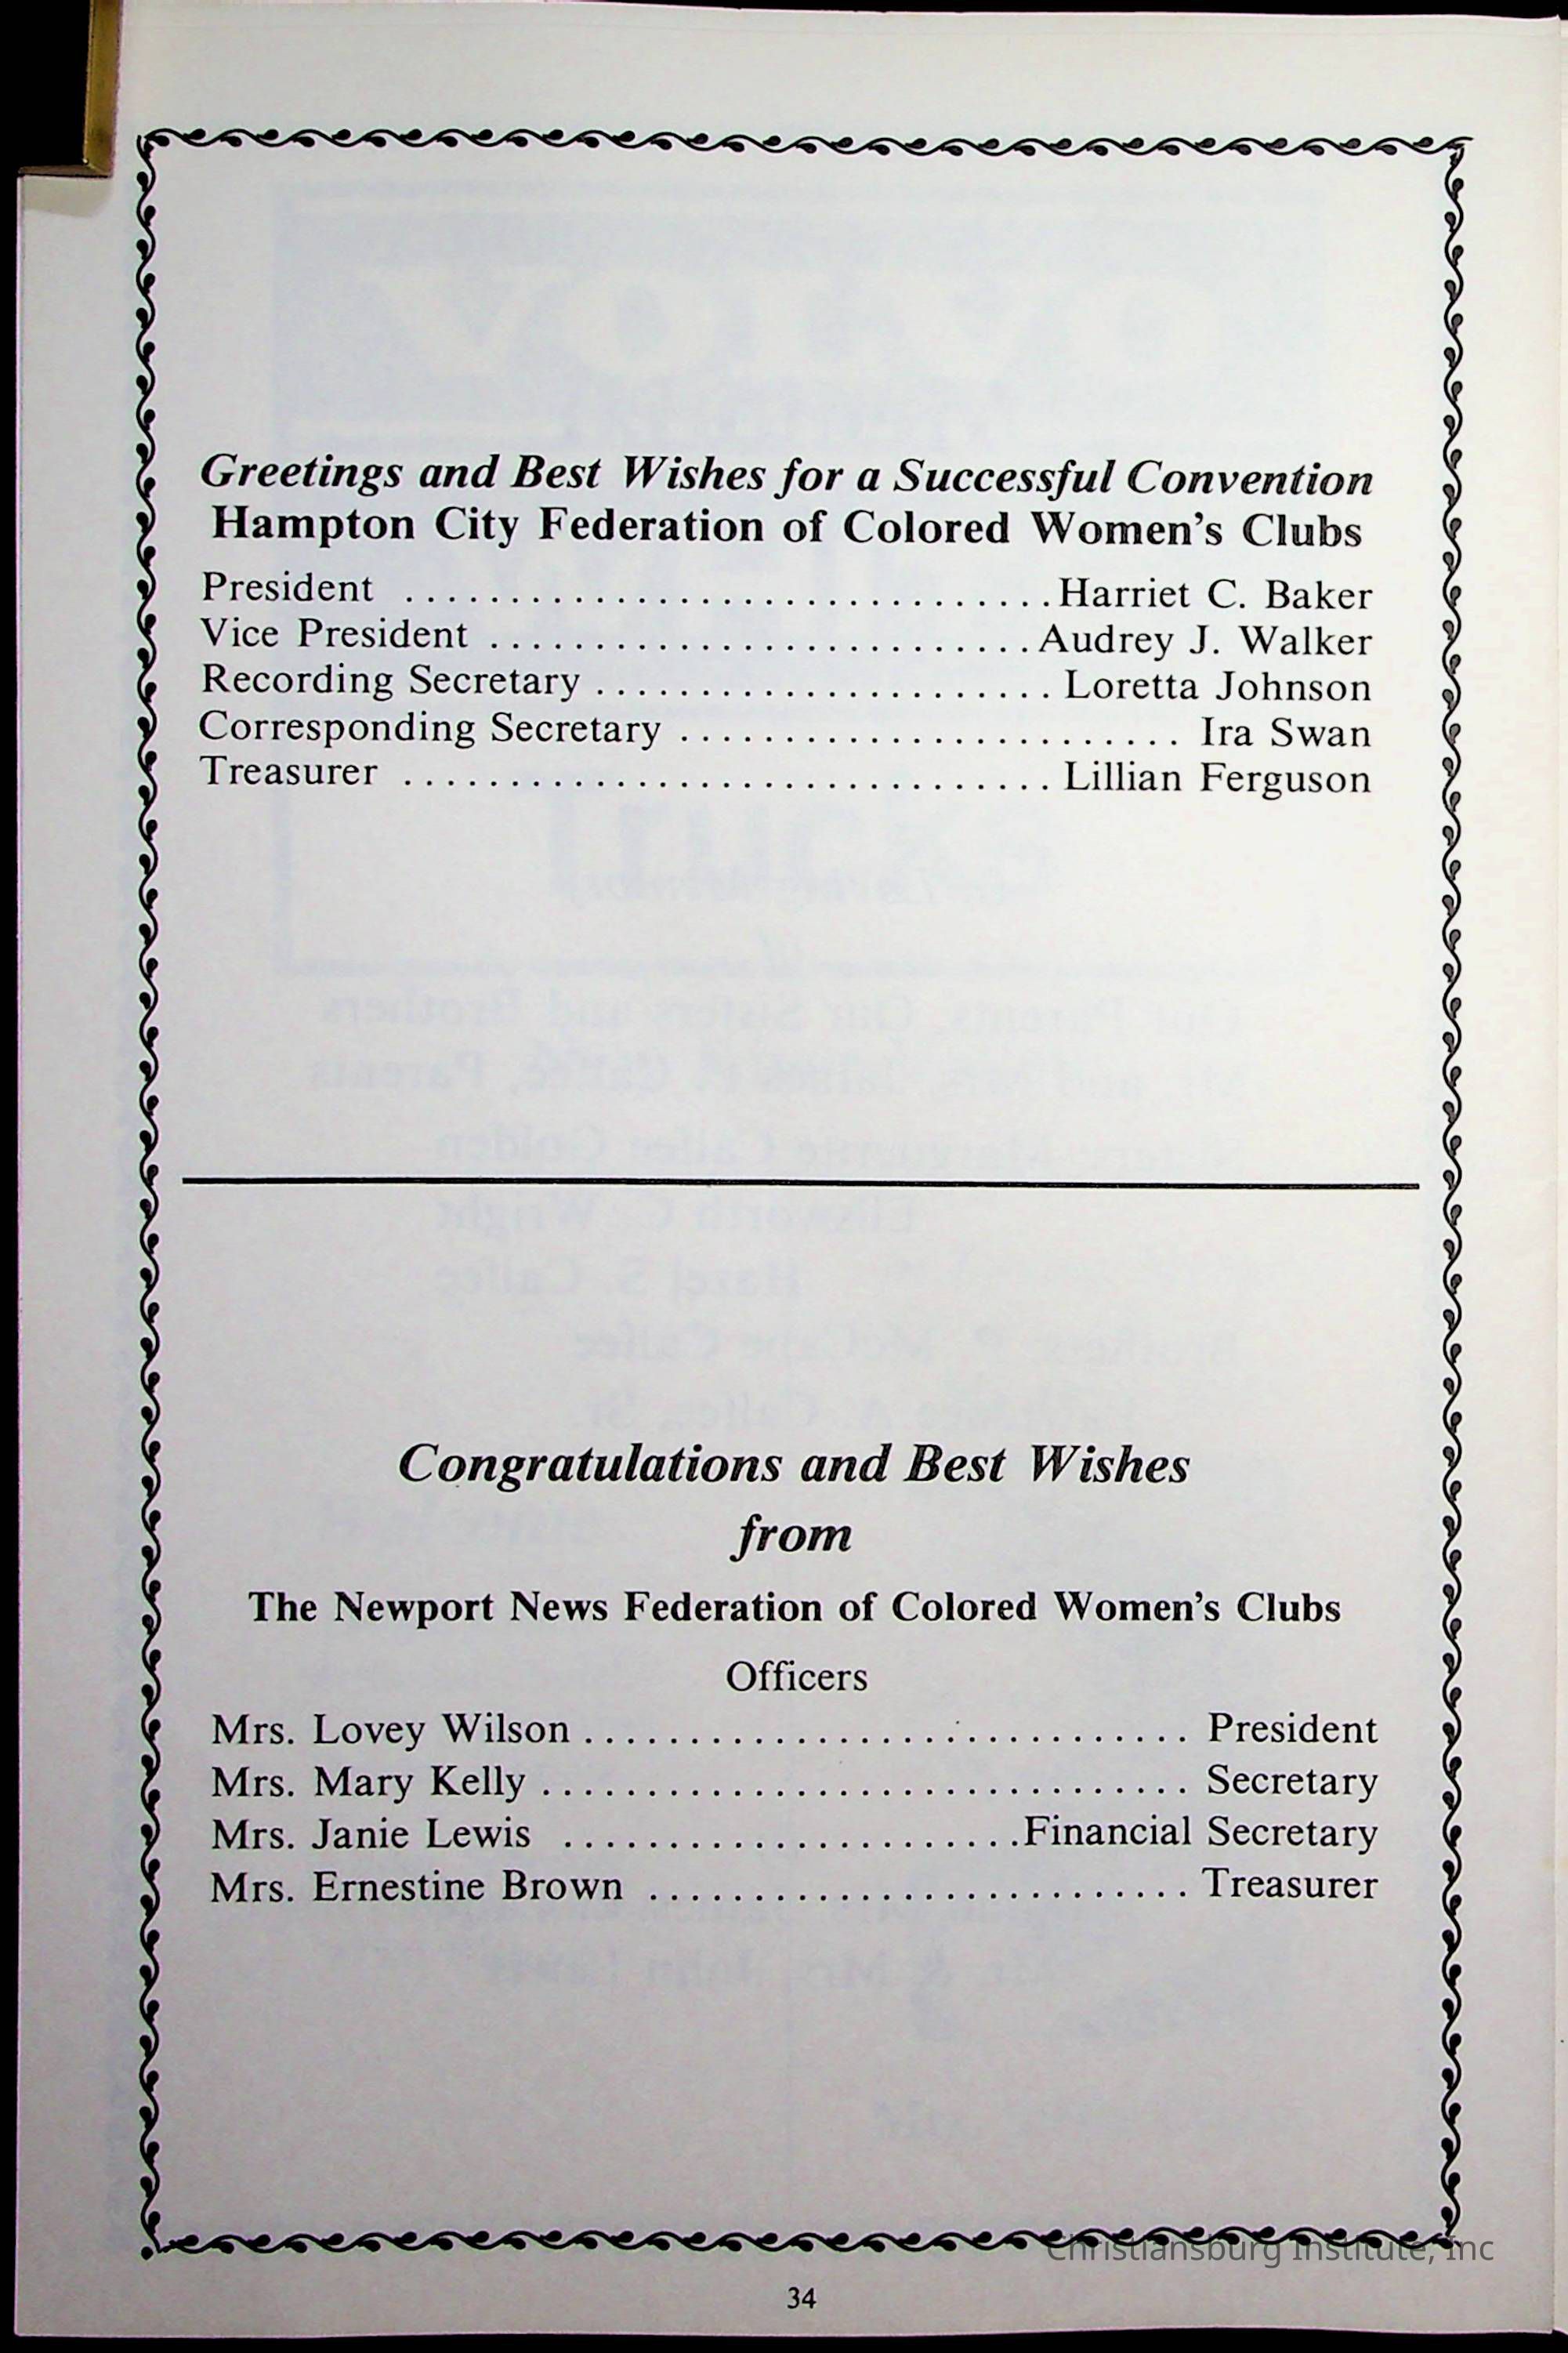 Greetings and Best Wishes for a Successful Convention
Hampton City Federation of Colored Women's Clubs
President ............................... Harriet C. Baker
Vice President .......................... Audrey J. Walker
Recording Secretary ...................... Loretta Johnson
Corresponding Secretary ........................ Ira Swan
Treasurer ............................... Lillian Ferguson
Congratulations and Best Wishes
from
The Newport News Federation of Colored Women's Clubs
Officers
Mrs. Lovey Wilson ............................. President
Mrs. Mary Kelly ............................... Secretary
Mrs. Janie Lewis ...................... Financial Secretary
Mrs. Ernestine Brown .......................... Treasurer
Christiansburg Institute, Inc
34